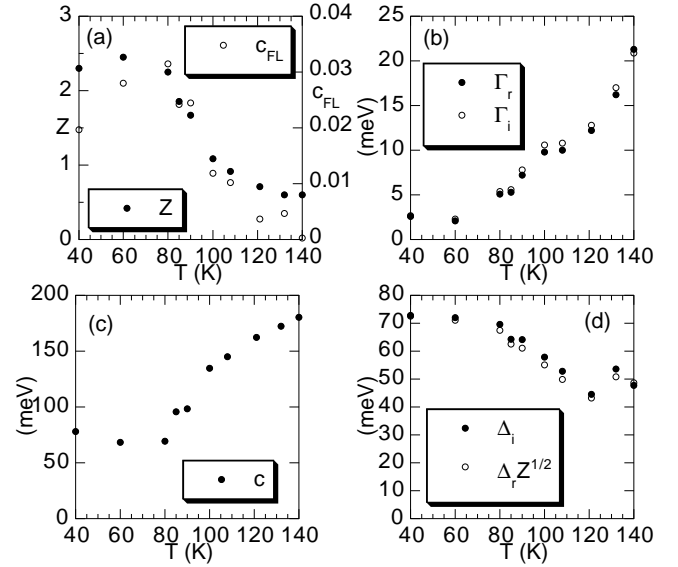 (a)
3
2
Z
1
0
c_FL
Z
0.04
0.03
c_FL
0.02
0.01
0
40 60 80 100 120 140
T (K)
(b)
25
20
15
10
5
0
(meV)
Γ_r
Γ_i
40 60 80 100 120 140
T (K)
(c)
200
150
100
50
0
(meV)
c
40 60 80 100 120 140
T (K)
(d)
80
70
60
50
40
30
20
10
0
(meV)
Δ_i
Δ_rZ^1/2
40 60 80 100 120 140
T (K)